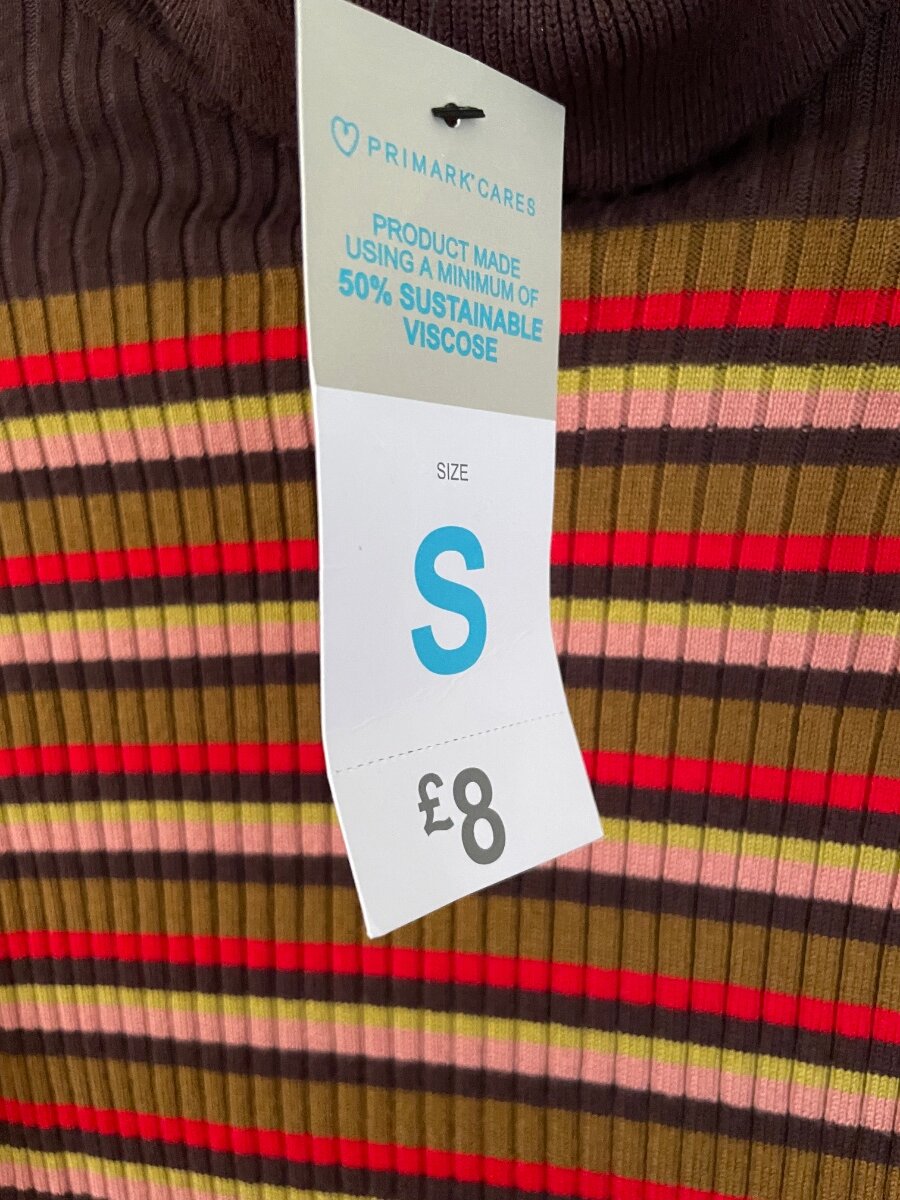 PRIMARK® CARES
PRODUCT MADE
USING A MINIMUM OF
50% SUSTAINABLE
VISCOSE
SIZE
S
£8